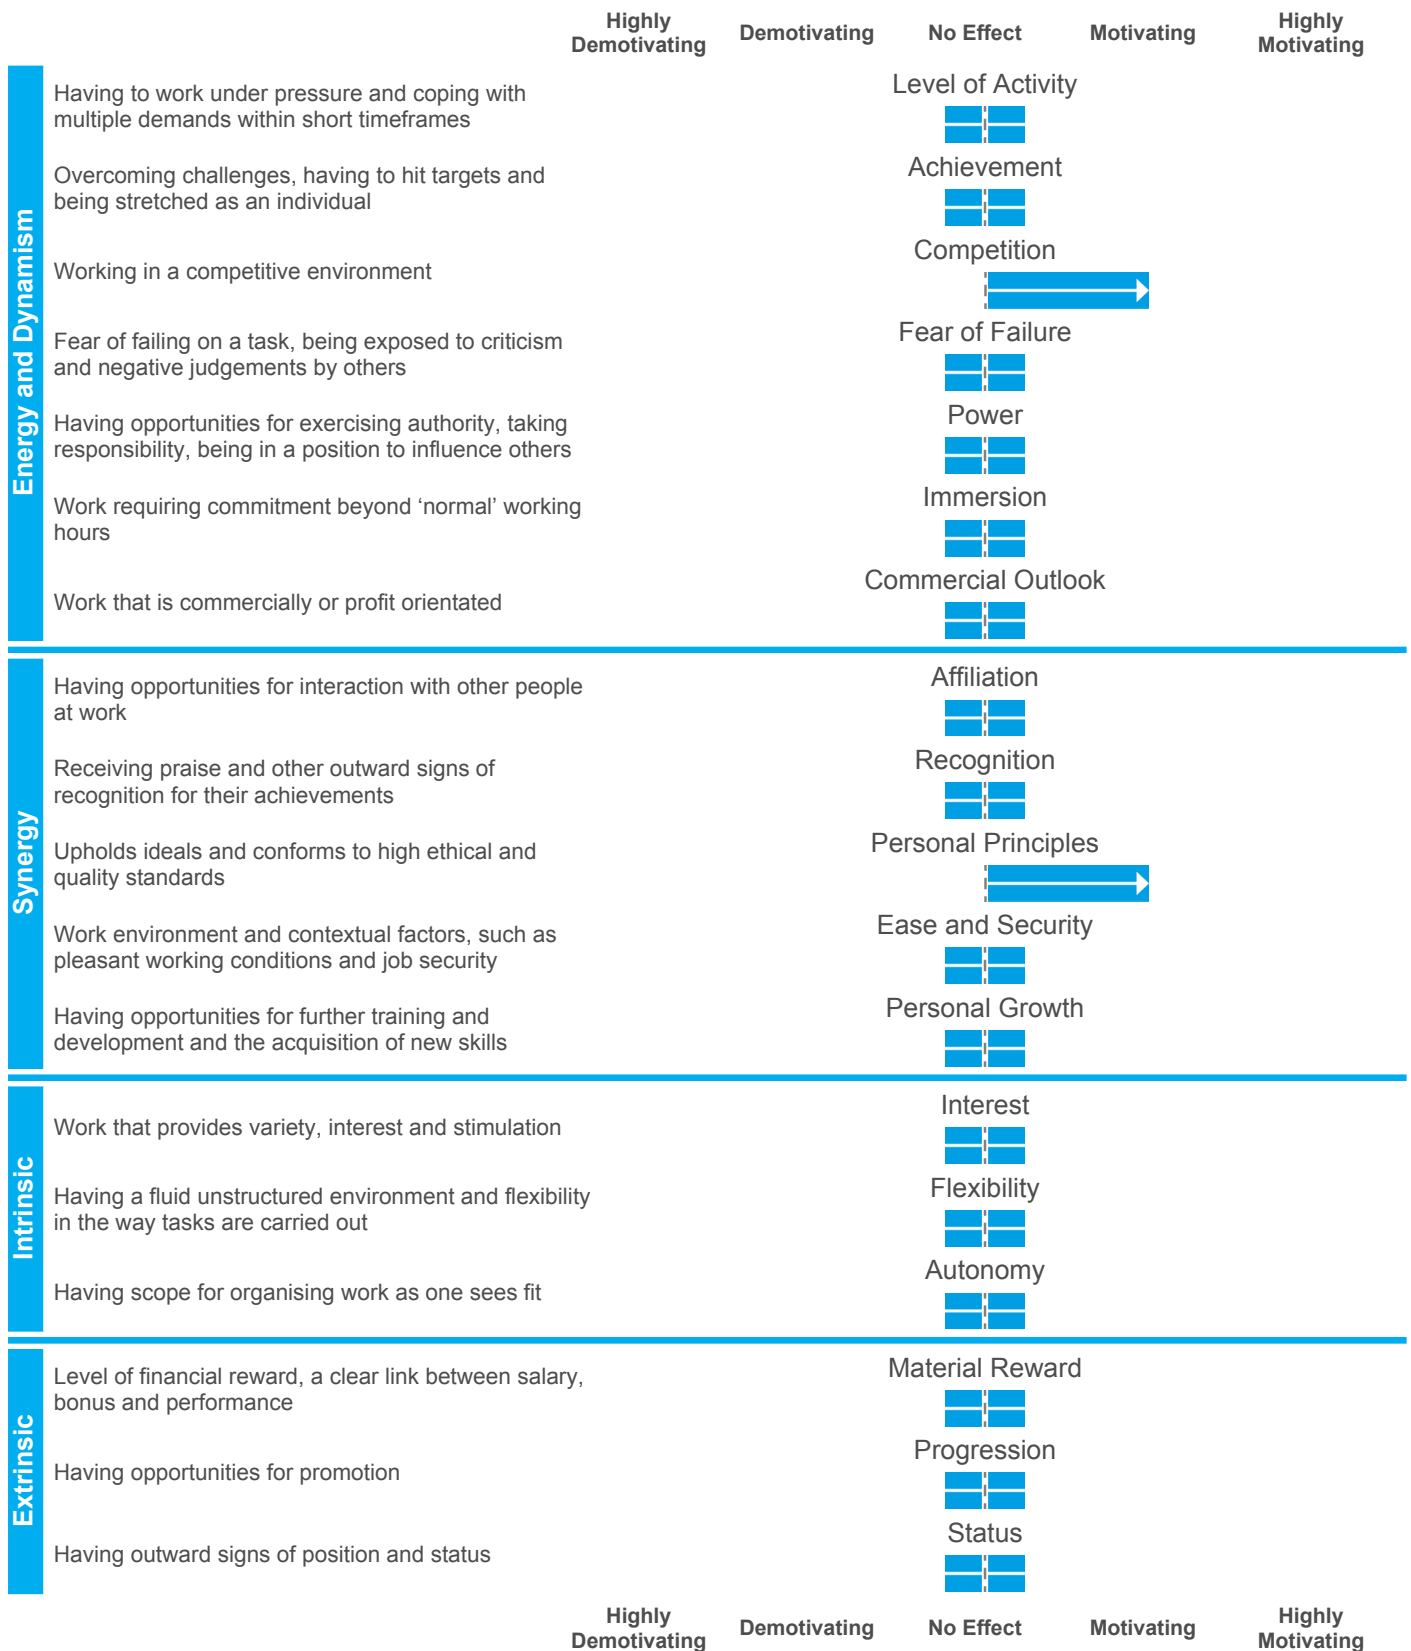 Highly
Demotivating
Demotivating
No Effect
Motivating
Highly
Motivating
Energy and Dynamism
Having to work under pressure and coping with
multiple demands within short timeframes
Level of Activity
Overcoming challenges, having to hit targets and
being stretched as an individual
Achievement
Working in a competitive environment
Competition
Fear of failing on a task, being exposed to criticism
and negative judgements by others
Fear of Failure
Having opportunities for exercising authority, taking
responsibility, being in a position to influence others
Power
Work requiring commitment beyond ‘normal’ working
hours
Immersion
Work that is commercially or profit orientated
Commercial Outlook
Synergy
Having opportunities for interaction with other people
at work
Affiliation
Receiving praise and other outward signs of
recognition for their achievements
Recognition
Upholds ideals and conforms to high ethical and
quality standards
Personal Principles
Work environment and contextual factors, such as
pleasant working conditions and job security
Ease and Security
Having opportunities for further training and
development and the acquisition of new skills
Personal Growth
Intrinsic
Work that provides variety, interest and stimulation
Interest
Having a fluid unstructured environment and flexibility
in the way tasks are carried out
Flexibility
Having scope for organising work as one sees fit
Autonomy
Extrinsic
Level of financial reward, a clear link between salary,
bonus and performance
Material Reward
Having opportunities for promotion
Progression
Having outward signs of position and status
Status
Highly
Demotivating
Demotivating
No Effect
Motivating
Highly
Motivating